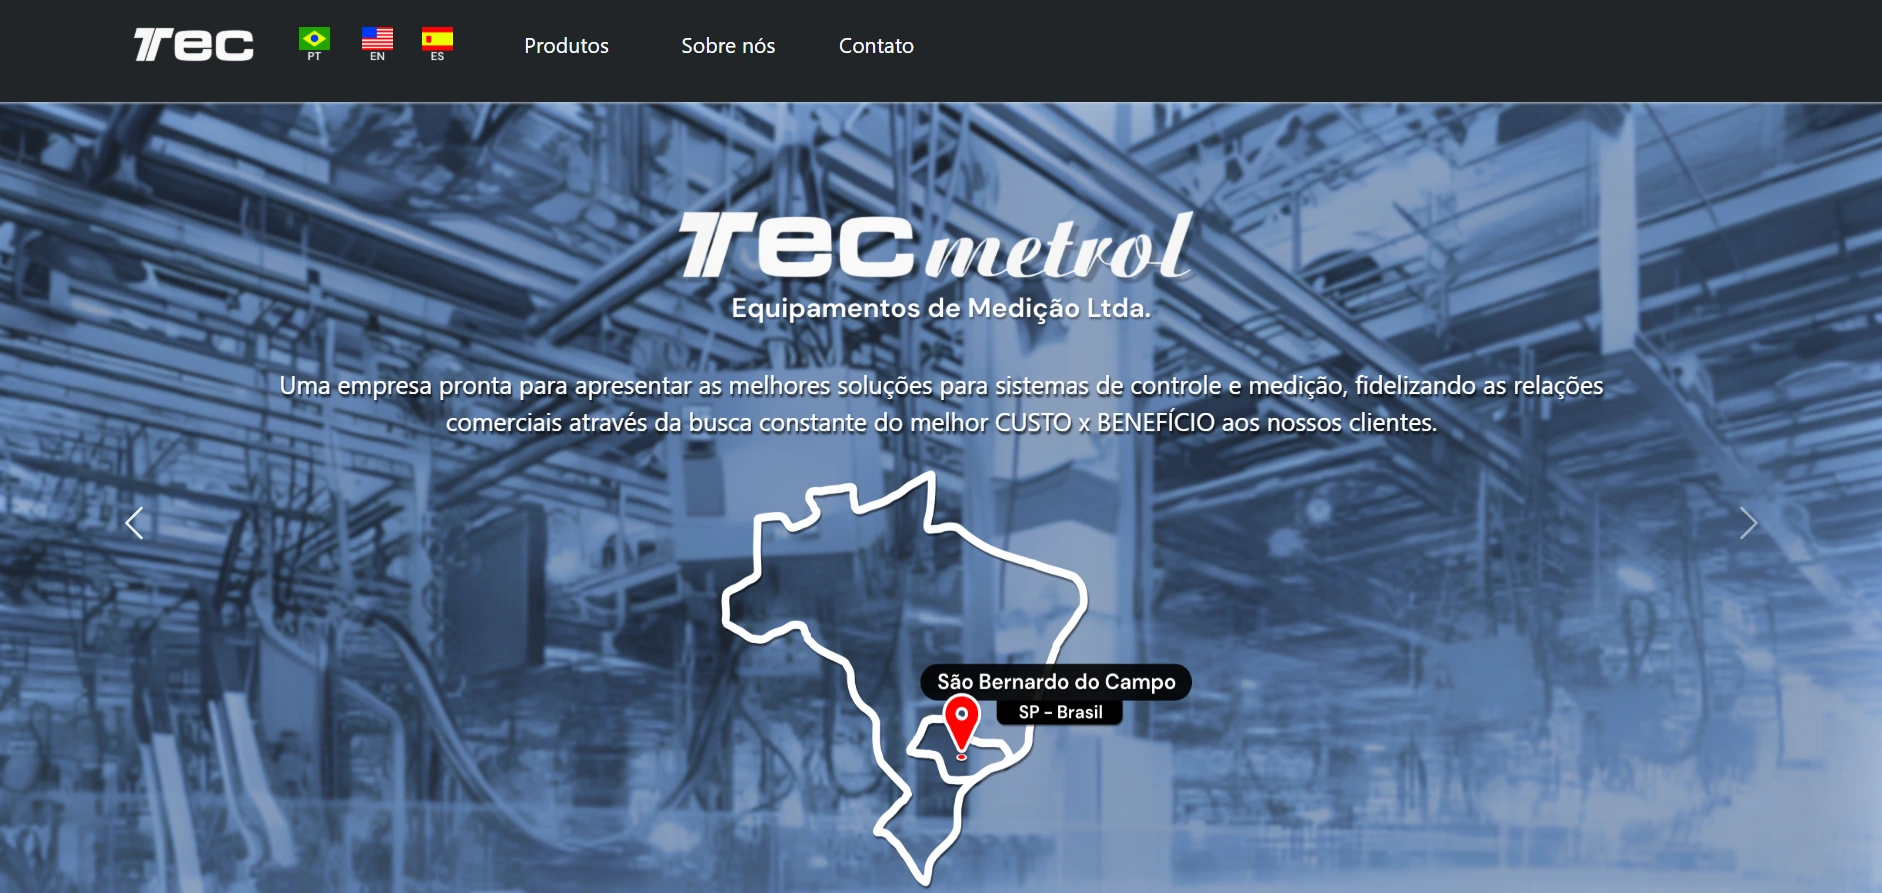 Tec
PT
EN
ES
Produtos
Sobre nós
Contato
Tec metrol
Equipamentos de Medição Ltda.
Uma empresa pronta para apresentar as melhores soluções para sistemas de controle e medição, fidelizando as relações
comerciais através da busca constante do melhor CUSTO x BENEFÍCIO aos nossos clientes.
São Bernardo do Campo
SP - Brasil